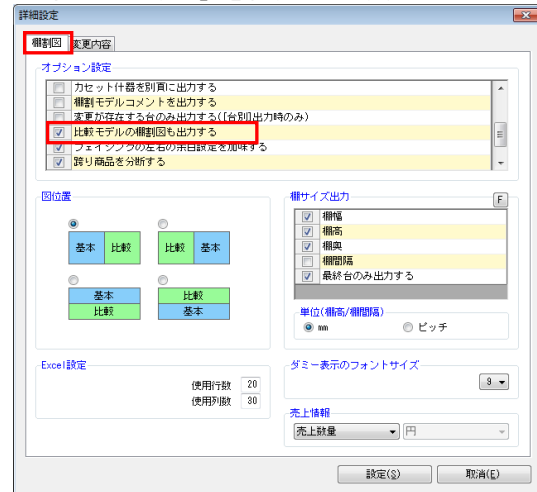 詳細設定
棚割図 変更内容
オプション設定
カセット什器を別頁に出力する
棚割モデルコメントを出力する
変更が存在する台のみ出力する([台別]出力時のみ)
比較モデルの棚割図も出力する
フェイシングの左右の余白設定を加味する
跨り商品を分断する
図位置
基本 比較
比較 基本
基本
比較
比較
基本
棚サイズ出力 F
棚幅
棚高
棚奥
棚間隔
最終台のみ出力する
単位(棚高/棚間隔)
mm ピッチ
Excel設定
使用行数 20
使用列数 30
ダミー表示のフォントサイズ
9
売上情報
売上数量 円
設定(S) 取消(E)